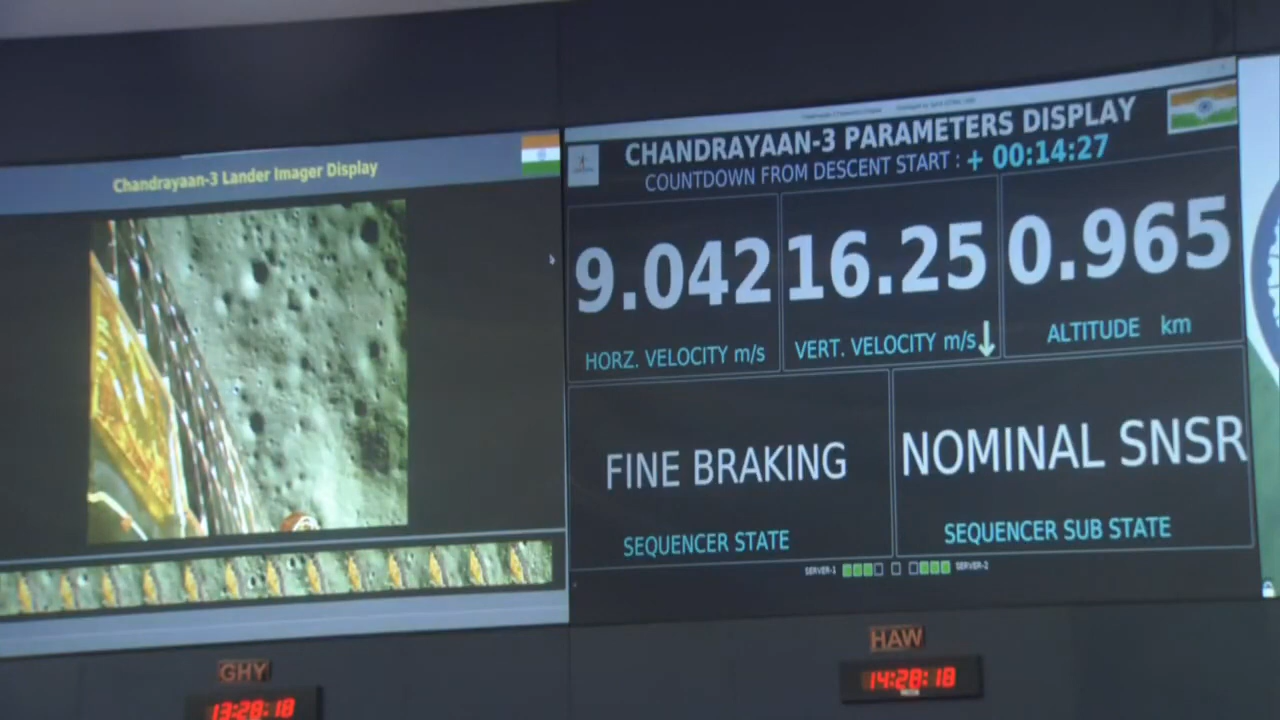 Chandrayaan-3 Lander Imager Display
CHANDRAYAAN-3 PARAMETERS DISPLAY
COUNTDOWN FROM DESCENT START : + 00:14:27
9.042
HORZ. VELOCITY m/s
16.25
VERT. VELOCITY m/s↓
0.965
ALTITUDE km
FINE BRAKING
SEQUENCER STATE
NOMINAL SNSR
SEQUENCER SUB STATE
SERVER-1
SERVER-2
GHY
13:28:18
HAW
14:28:18